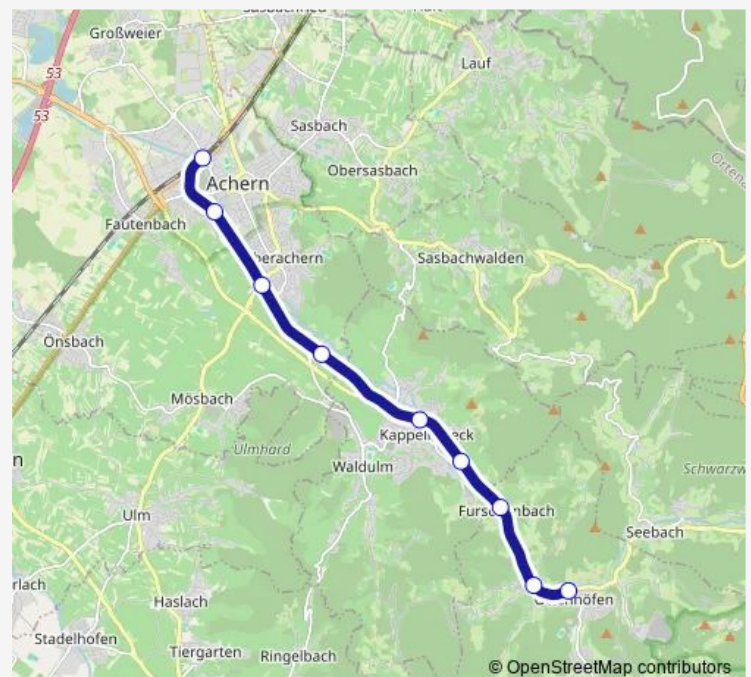 Großweier
Lauf
53
53
Sasbach
Achern
Obersasbach
Fautenbach
Sasbachwalden
Önsbach
Mösbach
Ulmhard
Waldulm
Ulm
Seebach
Haslach
Stadelhofen
Tiergarten
Ringelbach
© OpenStreetMap contributors